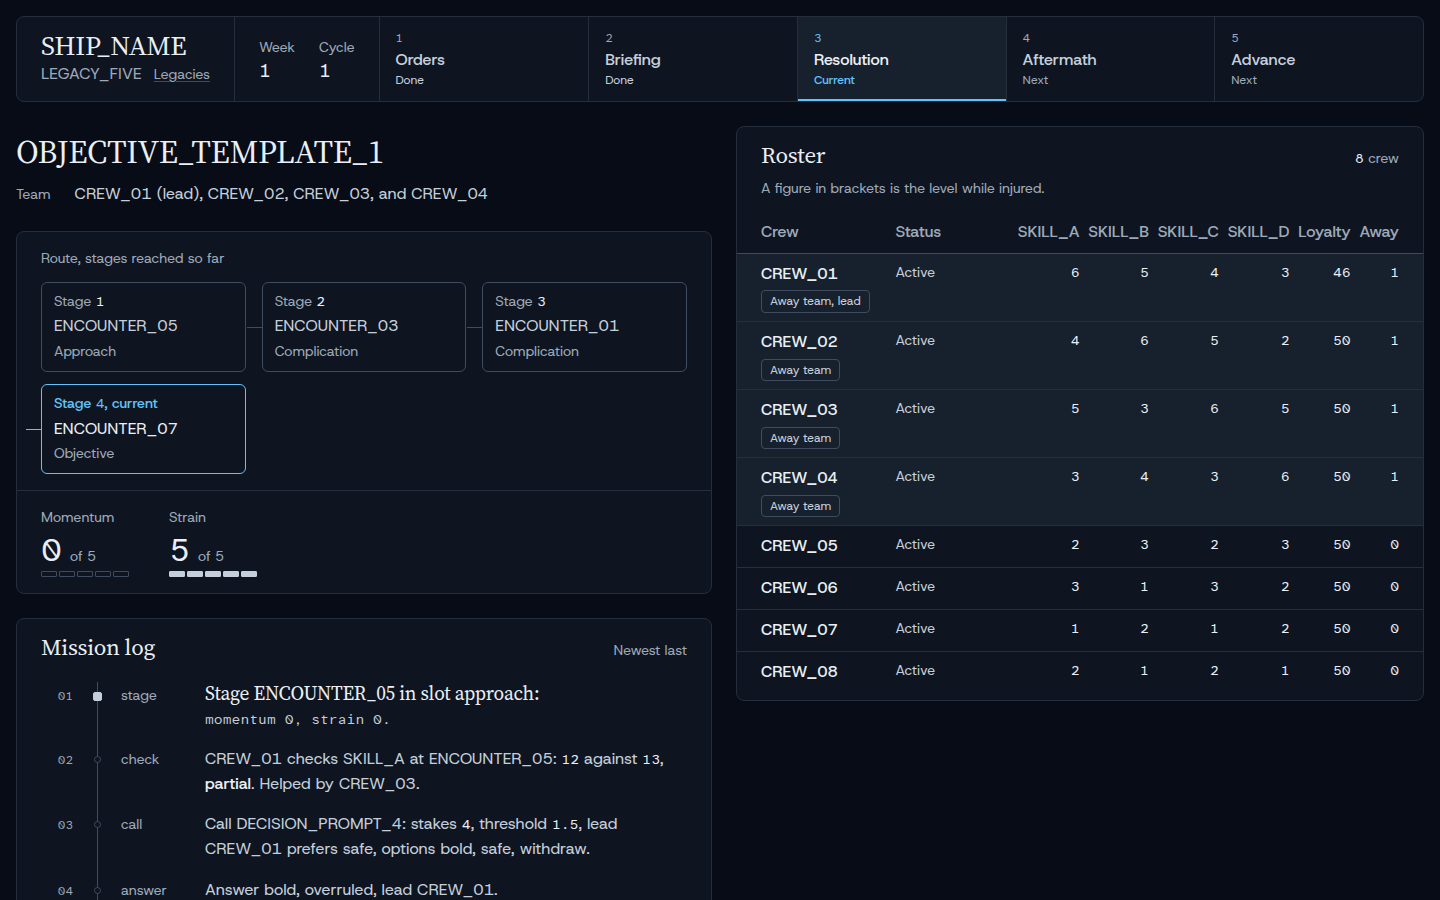 SHIP_NAME
LEGACY_FIVE Legacies
Week Cycle
1 1
1
Orders
Done
2
Briefing
Done
3
Resolution
Current
4
Aftermath
Next
5
Advance
Next
OBJECTIVE_TEMPLATE_1
Team CREW_01 (lead), CREW_02, CREW_03, and CREW_04
Route, stages reached so far
Stage 1
ENCOUNTER_05
Approach
Stage 2
ENCOUNTER_03
Complication
Stage 3
ENCOUNTER_01
Complication
Stage 4, current
ENCOUNTER_07
Objective
Momentum
0 of 5
Strain
5 of 5
Mission log Newest last
01 stage Stage ENCOUNTER_05 in slot approach:
momentum 0, strain 0.
02 check CREW_01 checks SKILL_A at ENCOUNTER_05: 12 against 13,
partial. Helped by CREW_03.
03 call Call DECISION_PROMPT_4: stakes 4, threshold 1.5, lead
CREW_01 prefers safe, options bold, safe, withdraw.
04 answer Answer bold, overruled, lead CREW_01.
Roster 8 crew
A figure in brackets is the level while injured.
Crew Status SKILL_A SKILL_B SKILL_C SKILL_D Loyalty Away
CREW_01 Active 6 5 4 3 46 1
Away team, lead
CREW_02 Active 4 6 5 2 50 1
Away team
CREW_03 Active 5 3 6 5 50 1
Away team
CREW_04 Active 3 4 3 6 50 1
Away team
CREW_05 Active 2 3 2 3 50 0
CREW_06 Active 3 1 3 2 50 0
CREW_07 Active 1 2 1 2 50 0
CREW_08 Active 2 1 2 1 50 0